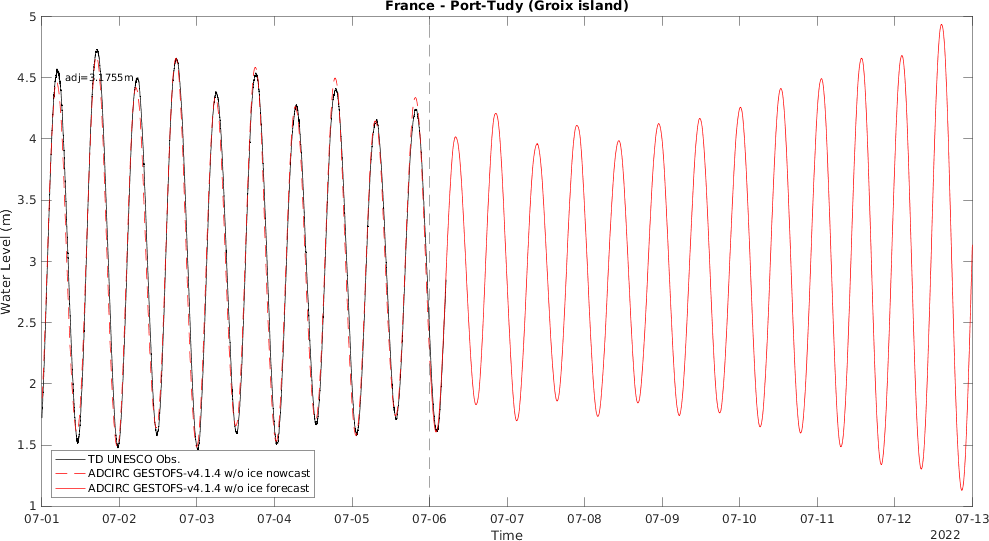 France - Port-Tudy (Groix island)
adj=3.1755m
Water Level (m)
5
4.5
4
3.5
3
2.5
2
1.5
1
TD UNESCO Obs.
ADCIRC GESTOFS-v4.1.4 w/o ice nowcast
ADCIRC GESTOFS-v4.1.4 w/o ice forecast
07-01 07-02 07-03 07-04 07-05 07-06 07-07 07-08 07-09 07-10 07-11 07-12 07-13
Time
2022